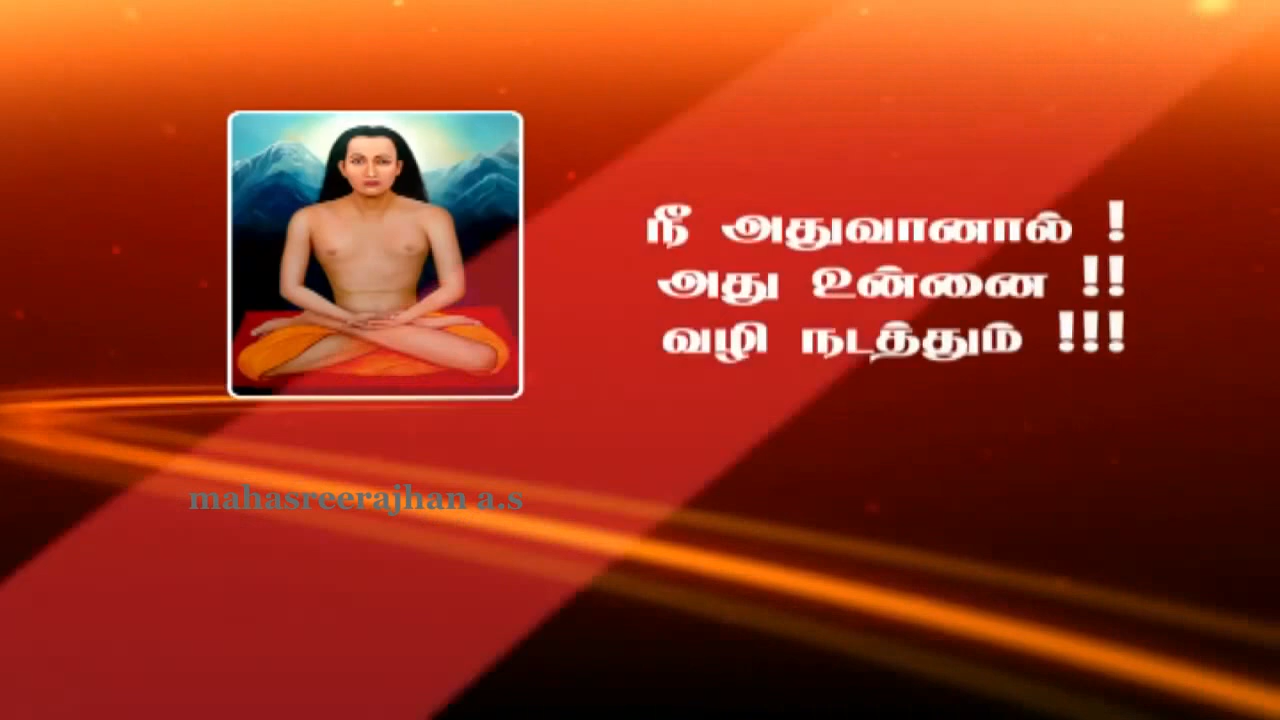 நீ அதுவானால் !
அது உன்னை !!
வழி நடத்தும் !!!
mahasreerajhan a.s